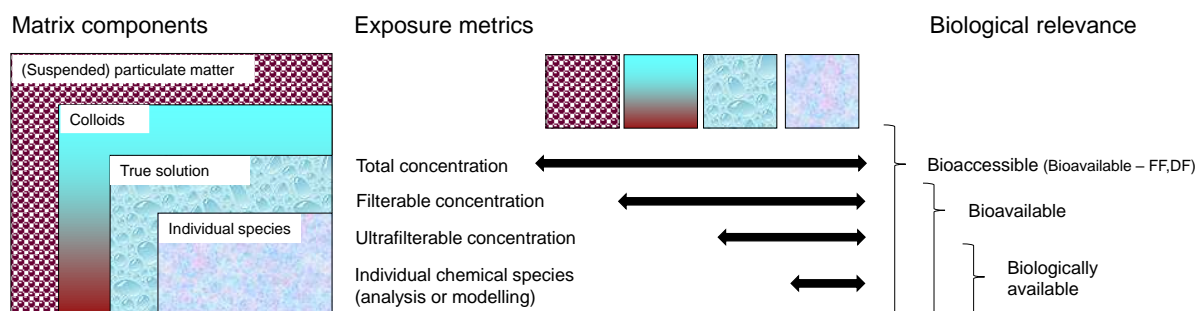 Matrix components
Exposure metrics
Biological relevance
(Suspended) particulate matter
Colloids
True solution
Individual species
Total concentration
Filterable concentration
Ultrafilterable concentration
Individual chemical species
(analysis or modelling)
Bioaccessible (Bioavailable – FF,DF)
Bioavailable
Biologically
available